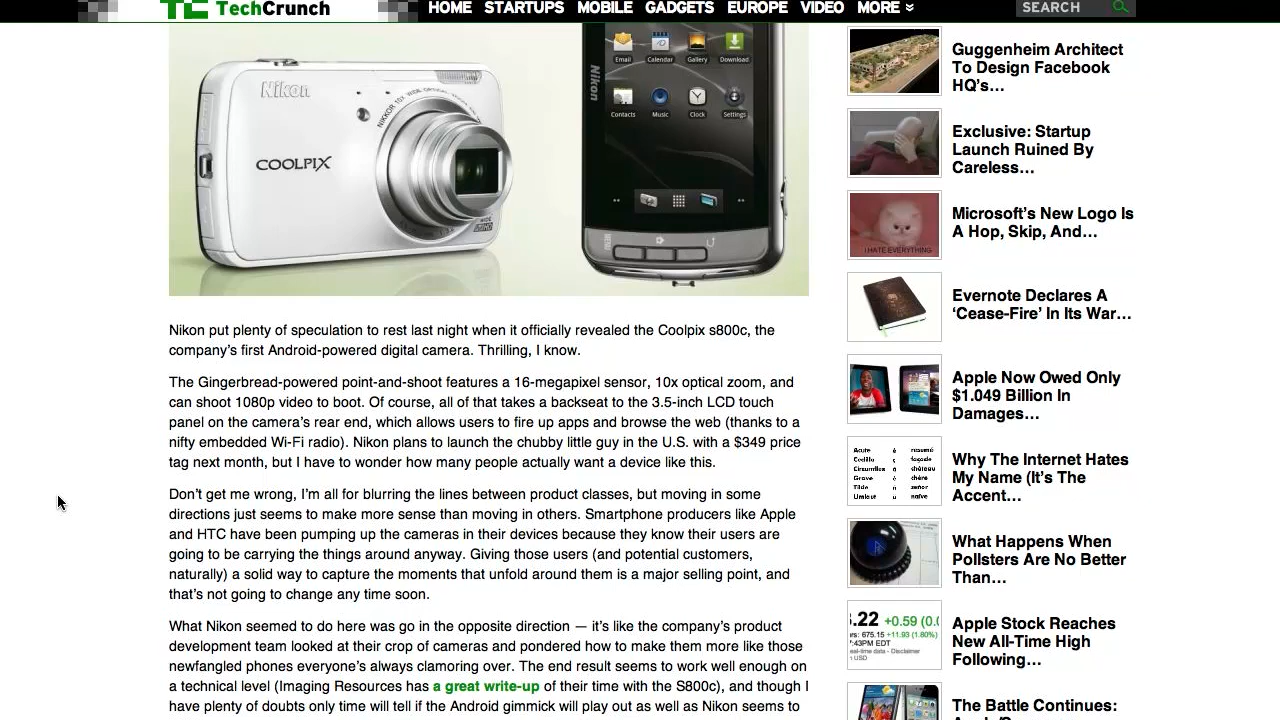 TechCrunch
HOME STARTUPS MOBILE GADGETS EUROPE VIDEO MORE
SEARCH
Nikon
COOLPIX
Nikon
Email Calendar Gallery Download
Contacts Music Clock Settings
Nikon put plenty of speculation to rest last night when it officially revealed the Coolpix s800c, the
company's first Android-powered digital camera. Thrilling, I know.
The Gingerbread-powered point-and-shoot features a 16-megapixel sensor, 10x optical zoom, and
can shoot 1080p video to boot. Of course, all of that takes a backseat to the 3.5-inch LCD touch
panel on the camera's rear end, which allows users to fire up apps and browse the web (thanks to a
nifty embedded Wi-Fi radio). Nikon plans to launch the chubby little guy in the U.S. with a $349 price
tag next month, but I have to wonder how many people actually want a device like this.
Don't get me wrong, I'm all for blurring the lines between product classes, but moving in some
directions just seems to make more sense than moving in others. Smartphone producers like Apple
and HTC have been pumping up the cameras in their devices because they know their users are
going to be carrying the things around anyway. Giving those users (and potential customers,
naturally) a solid way to capture the moments that unfold around them is a major selling point, and
that's not going to change any time soon.
What Nikon seemed to do here was go in the opposite direction — it's like the company's product
development team looked at their crop of cameras and pondered how to make them more like those
newfangled phones everyone's always clamoring over. The end result seems to work well enough on
a technical level (Imaging Resources has a great write-up of their time with the S800c), and though I
have plenty of doubts only time will tell if the Android gimmick will play out as well as Nikon seems to
Guggenheim Architect
To Design Facebook
HQ's…
Exclusive: Startup
Launch Ruined By
Careless…
I HATE EVERYTHING
Microsoft's New Logo Is
A Hop, Skip, And…
Evernote Declares A
'Cease-Fire' In Its War…
Apple Now Owed Only
$1.049 Billion In
Damages…
Acute é resumé
Cedilla ç façade
Circumflex â château
Grave è chère
Tilde ñ señor
Umlaut ï naïve
Why The Internet Hates
My Name (It's The
Accent…
What Happens When
Pollsters Are No Better
Than…
.22 +0.59 (0.
675.15 +11.93 (1.80%)
:43PM EDT
Disclaimer
USD
Apple Stock Reaches
New All-Time High
Following…
The Battle Continues: